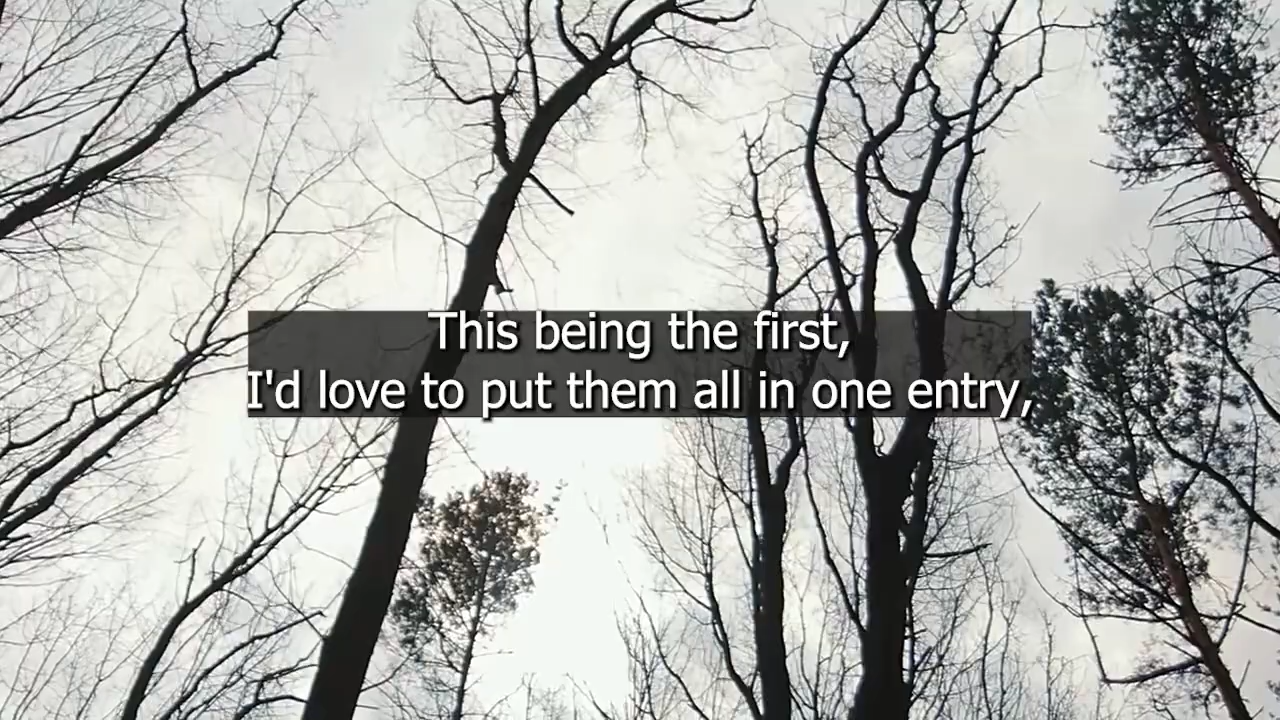 This being the first,
I'd love to put them all in one entry,